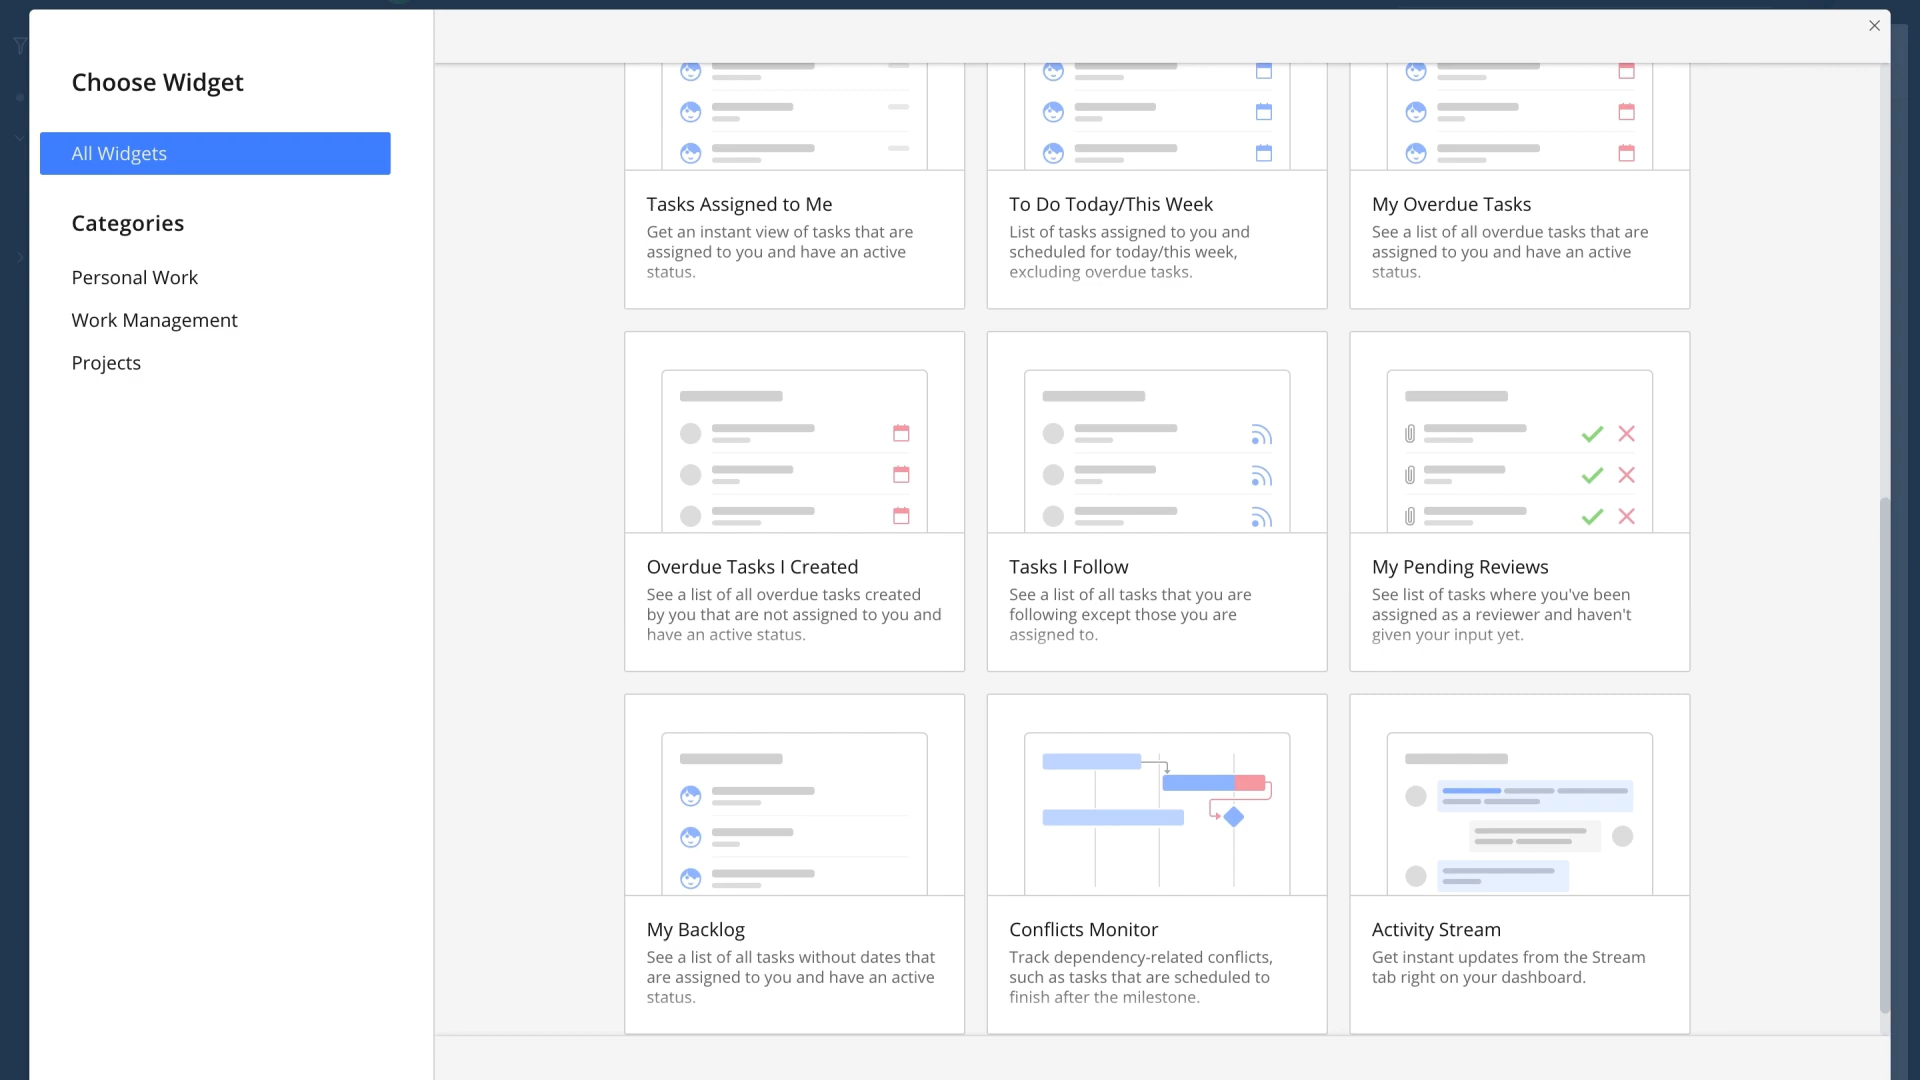 Choose Widget
All Widgets
Categories
Personal Work
Work Management
Projects
Tasks Assigned to Me
Get an instant view of tasks that are
assigned to you and have an active
status.
To Do Today/This Week
List of tasks assigned to you and
scheduled for today/this week,
excluding overdue tasks.
My Overdue Tasks
See a list of all overdue tasks that are
assigned to you and have an active
status.
Overdue Tasks I Created
See a list of all overdue tasks created
by you that are not assigned to you and
have an active status.
Tasks I Follow
See a list of all tasks that you are
following except those you are
assigned to.
My Pending Reviews
See list of tasks where you've been
assigned as a reviewer and haven't
given your input yet.
My Backlog
See a list of all tasks without dates that
are assigned to you and have an active
status.
Conflicts Monitor
Track dependency-related conflicts,
such as tasks that are scheduled to
finish after the milestone.
Activity Stream
Get instant updates from the Stream
tab right on your dashboard.